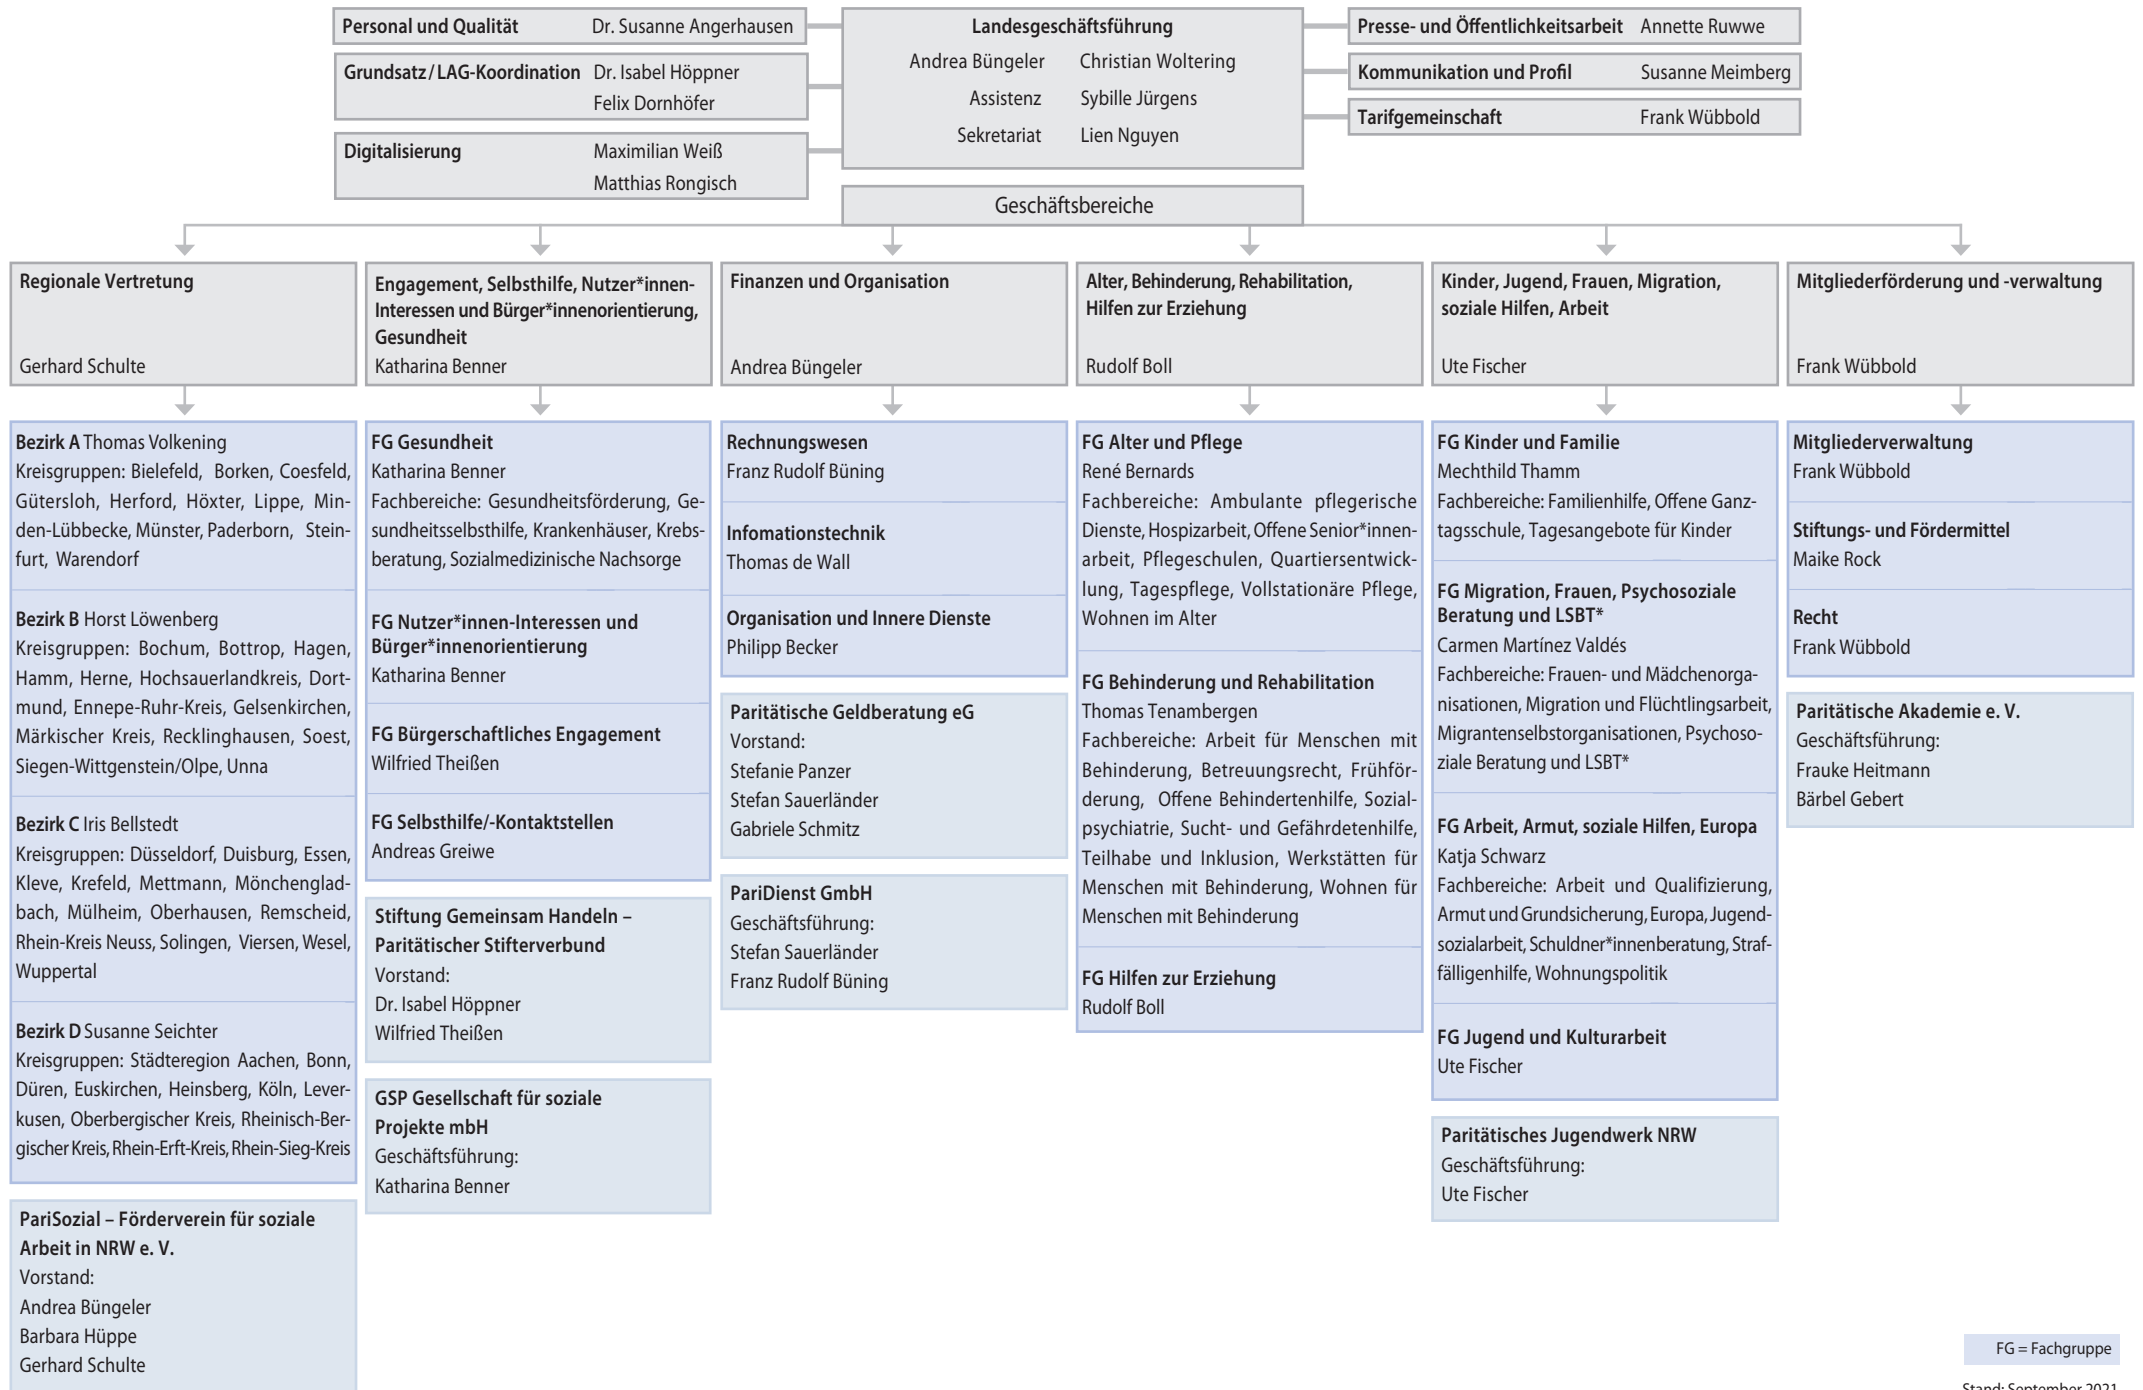 Personal und Qualität Dr. Susanne Angerhausen
Grundsatz/LAG-Koordination Dr. Isabel Höppner
Felix Dornhöfer
Digitalisierung Maximilian Weiß
Matthias Rongisch
Landesgeschäftsführung
Andrea Büngeler Christian Woltering
Assistenz Sybille Jürgens
Sekretariat Lien Nguyen
Presse- und Öffentlichkeitsarbeit Annette Ruwwe
Kommunikation und Profil Susanne Meimberg
Tarifgemeinschaft Frank Wübbold
Geschäftsbereiche
Regionale Vertretung
Gerhard Schulte
Bezirk A Thomas Volkening
Kreisgruppen: Bielefeld, Borken, Coesfeld,
Gütersloh, Herford, Höxter, Lippe, Min-
den-Lübbecke, Münster, Paderborn, Stein-
furt, Warendorf
Bezirk B Horst Löwenberg
Kreisgruppen: Bochum, Bottrop, Hagen,
Hamm, Herne, Hochsauerlandkreis, Dort-
mund, Ennepe-Ruhr-Kreis, Gelsenkirchen,
Märkischer Kreis, Recklinghausen, Soest,
Siegen-Wittgenstein/Olpe, Unna
Bezirk C Iris Bellstedt
Kreisgruppen: Düsseldorf, Duisburg, Essen,
Kleve, Krefeld, Mettmann, Mönchenglad-
bach, Mülheim, Oberhausen, Remscheid,
Rhein-Kreis Neuss, Solingen, Viersen, Wesel,
Wuppertal
Bezirk D Susanne Seichter
Kreisgruppen: Städteregion Aachen, Bonn,
Düren, Euskirchen, Heinsberg, Köln, Lever-
kusen, Oberbergischer Kreis, Rheinisch-Ber-
gischer Kreis, Rhein-Erft-Kreis, Rhein-Sieg-Kreis
PariSozial – Förderverein für soziale
Arbeit in NRW e. V.
Vorstand:
Andrea Büngeler
Barbara Hüppe
Gerhard Schulte
Engagement, Selbsthilfe, Nutzer*innen-
Interessen und Bürger*innenorientierung,
Gesundheit
Katharina Benner
FG Gesundheit
Katharina Benner
Fachbereiche: Gesundheitsförderung, Ge-
sundheitsselbsthilfe, Krankenhäuser, Krebs-
beratung, Sozialmedizinische Nachsorge
FG Nutzer*innen-Interessen und
Bürger*innenorientierung
Katharina Benner
FG Bürgerschaftliches Engagement
Wilfried Theißen
FG Selbsthilfe/-Kontaktstellen
Andreas Greiwe
Stiftung Gemeinsam Handeln –
Paritätischer Stifterverbund
Vorstand:
Dr. Isabel Höppner
Wilfried Theißen
GSP Gesellschaft für soziale
Projekte mbH
Geschäftsführung:
Katharina Benner
Finanzen und Organisation
Andrea Büngeler
Rechnungswesen
Franz Rudolf Büning
Infomationstechnik
Thomas de Wall
Organisation und Innere Dienste
Philipp Becker
Paritätische Geldberatung eG
Vorstand:
Stefanie Panzer
Stefan Sauerländer
Gabriele Schmitz
PariDienst GmbH
Geschäftsführung:
Stefan Sauerländer
Franz Rudolf Büning
Alter, Behinderung, Rehabilitation,
Hilfen zur Erziehung
Rudolf Boll
FG Alter und Pflege
René Bernards
Fachbereiche: Ambulante pflegerische
Dienste, Hospizarbeit, Offene Senior*innen-
arbeit, Pflegeschulen, Quartiersentwick-
lung, Tagespflege, Vollstationäre Pflege,
Wohnen im Alter
FG Behinderung und Rehabilitation
Thomas Tenambergen
Fachbereiche: Arbeit für Menschen mit
Behinderung, Betreuungsrecht, Frühför-
derung, Offene Behindertenhilfe, Sozial-
psychiatrie, Sucht- und Gefährdetenhilfe,
Teilhabe und Inklusion, Werkstätten für
Menschen mit Behinderung, Wohnen für
Menschen mit Behinderung
FG Hilfen zur Erziehung
Rudolf Boll
Kinder, Jugend, Frauen, Migration,
soziale Hilfen, Arbeit
Ute Fischer
FG Kinder und Familie
Mechthild Thamm
Fachbereiche: Familienhilfe, Offene Ganz-
tagsschule, Tagesangebote für Kinder
FG Migration, Frauen, Psychosoziale
Beratung und LSBT*
Carmen Martínez Valdés
Fachbereiche: Frauen- und Mädchenorga-
nisationen, Migration und Flüchtlingsarbeit,
Migrantenselbstorganisationen, Psychoso-
ziale Beratung und LSBT*
FG Arbeit, Armut, soziale Hilfen, Europa
Katja Schwarz
Fachbereiche: Arbeit und Qualifizierung,
Armut und Grundsicherung, Europa, Jugend-
sozialarbeit, Schuldner*innenberatung, Straf-
fälligenhilfe, Wohnungspolitik
FG Jugend und Kulturarbeit
Ute Fischer
Paritätisches Jugendwerk NRW
Geschäftsführung:
Ute Fischer
Mitgliederförderung und -verwaltung
Frank Wübbold
Mitgliederverwaltung
Frank Wübbold
Stiftungs- und Fördermittel
Maike Rock
Recht
Frank Wübbold
Paritätische Akademie e. V.
Geschäftsführung:
Frauke Heitmann
Bärbel Gebert
FG = Fachgruppe
Stand: September 2021